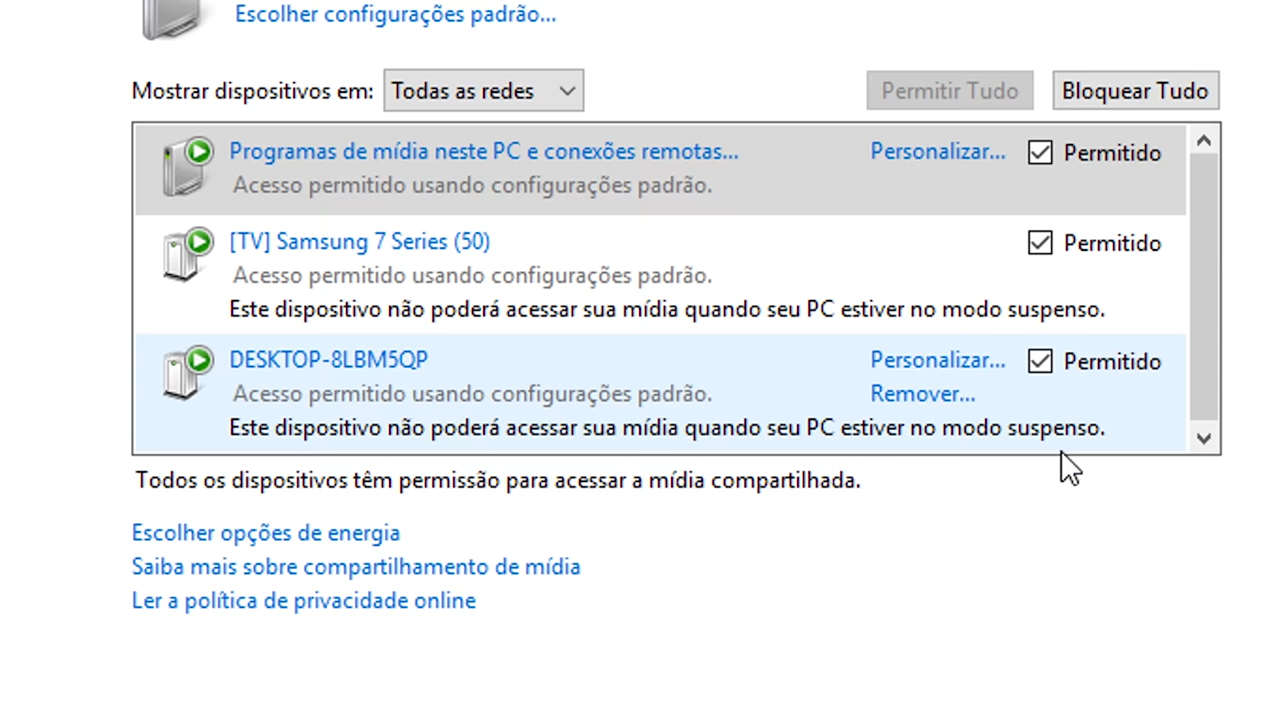 Escolher configurações padrão...
Mostrar dispositivos em: Todas as redes Permitir Tudo Bloquear Tudo
Programas de mídia neste PC e conexões remotas... Personalizar... Permitido
Acesso permitido usando configurações padrão.
[TV] Samsung 7 Series (50) Permitido
Acesso permitido usando configurações padrão.
Este dispositivo não poderá acessar sua mídia quando seu PC estiver no modo suspenso.
DESKTOP-8LBM5QP Personalizar... Permitido
Acesso permitido usando configurações padrão. Remover...
Este dispositivo não poderá acessar sua mídia quando seu PC estiver no modo suspenso.
Todos os dispositivos têm permissão para acessar a mídia compartilhada.
Escolher opções de energia
Saiba mais sobre compartilhamento de mídia
Ler a política de privacidade online